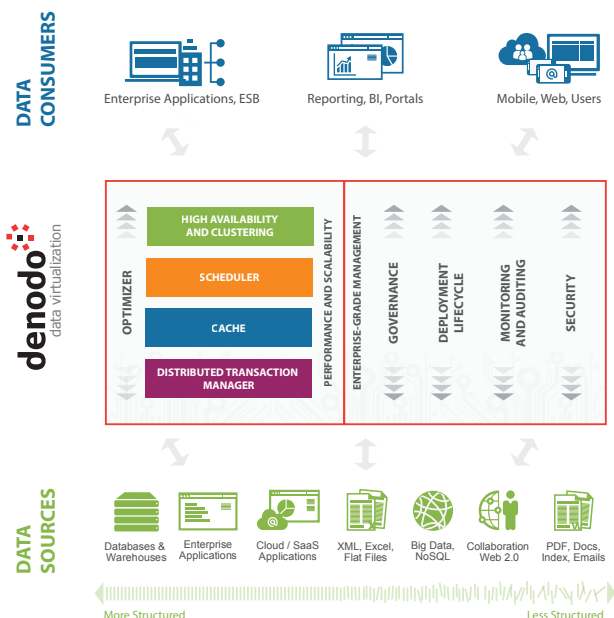 DATA
CONSUMERS
Enterprise Applications, ESB
Reporting, BI, Portals
@
Mobile, Web, Users
denodo
data virtualization
OPTIMIZER
HIGH AVAILABILITY
AND CLUSTERING
SCHEDULER
CACHE
DISTRIBUTED TRANSACTION
MANAGER
PERFORMANCE AND SCALABILITY
ENTERPRISE-GRADE MANAGEMENT
GOVERNANCE
DEPLOYMENT
LIFECYCLE
MONITORING
AND AUDITING
SECURITY
DATA
SOURCES
Databases &
Warehouses
Enterprise
Applications
@
Cloud / SaaS
Applications
XML, Excel,
Flat Files
Big Data,
NoSQL
Collaboration
Web 2.0
PDF, Docs,
Index, Emails
More Structured
Less Structured